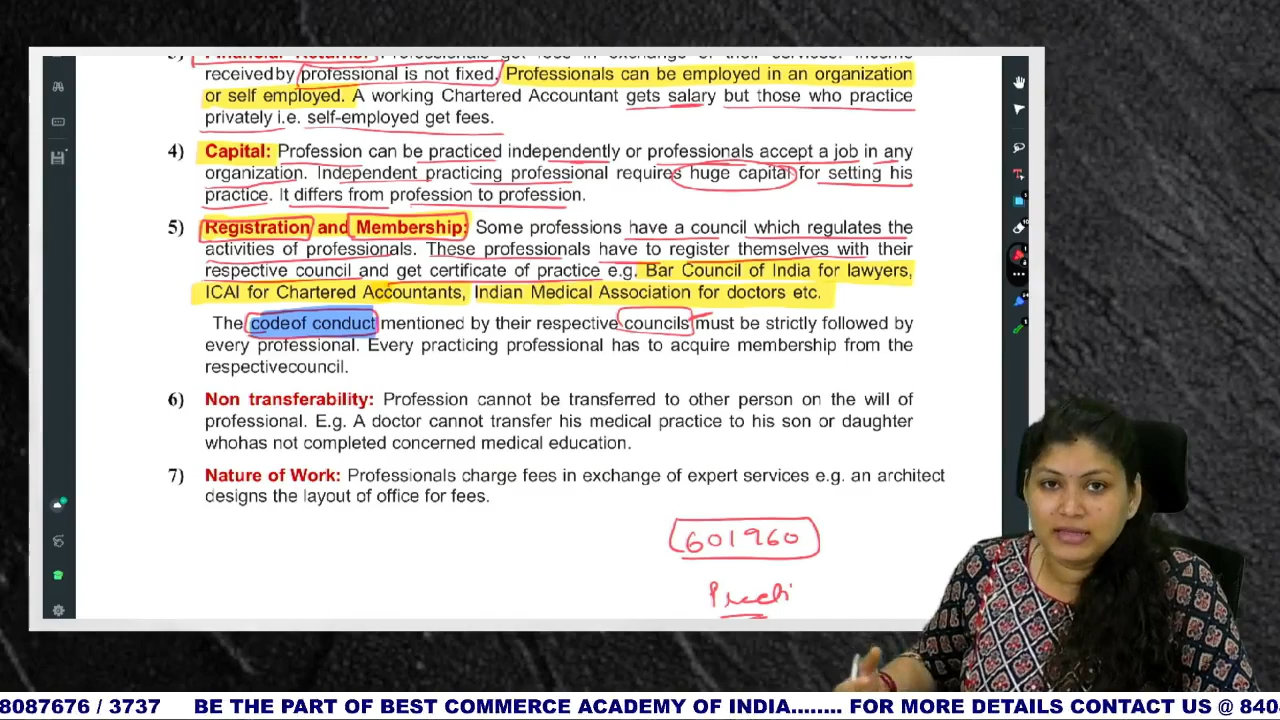 received by professional is not fixed. Professionals can be employed in an organization
or self employed. A working Chartered Accountant gets salary but those who practice
privately i.e. self-employed get fees.
4) Capital: Profession can be practiced independently or professionals accept a job in any
organization. Independent practicing professional requires huge capital for setting his
practice. It differs from profession to profession.
5) Registration and Membership: Some professions have a council which regulates the
activities of professionals. These professionals have to register themselves with their
respective council and get certificate of practice e.g. Bar Council of India for lawyers,
ICAI for Chartered Accountants, Indian Medical Association for doctors etc.
The codeof conduct mentioned by their respective councils must be strictly followed by
every professional. Every practicing professional has to acquire membership from the
respectivecouncil.
6) Non transferability: Profession cannot be transferred to other person on the will of
professional. E.g. A doctor cannot transfer his medical practice to his son or daughter
whohas not completed concerned medical education.
7) Nature of Work: Professionals charge fees in exchange of expert services e.g. an architect
designs the layout of office for fees.
601960
8087676 / 3737 BE THE PART OF BEST COMMERCE ACADEMY OF INDIA........ FOR MORE DETAILS CONTACT US @ 840